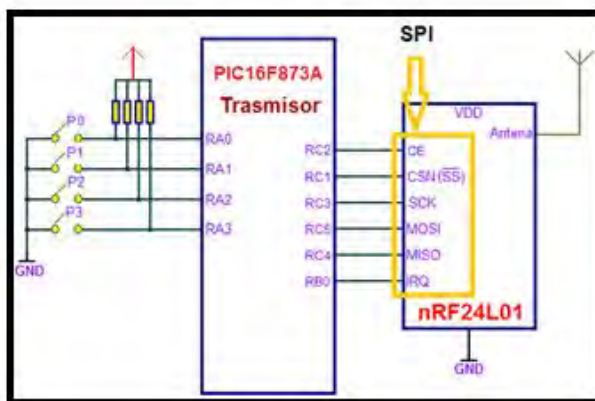 SPI
PIC16F873A
Trasmisor
VDD
Antena
P0
P1
P2
P3
RA0
RA1
RA2
RA3
RC2
RC1
RC3
RC5
RC4
RB0
CE
CSN(SS)
SCK
MOSI
MISO
IRQ
nRF24L01
GND
GND